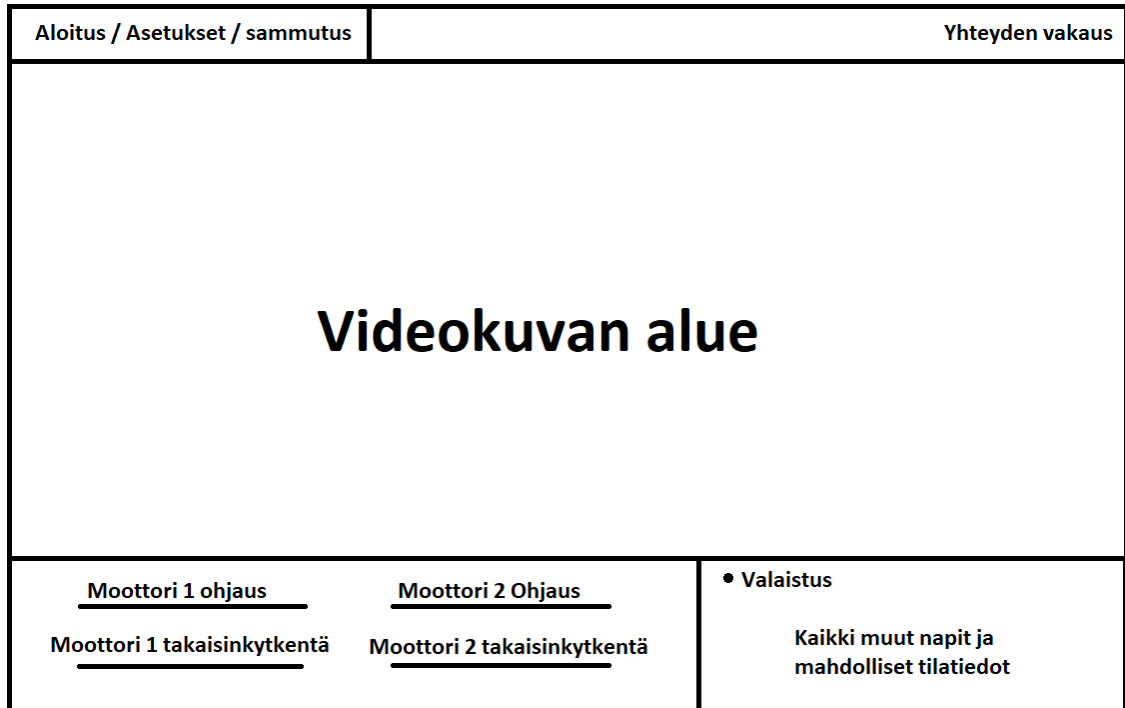 Aloitus / Asetukset / sammutus
Yhteyden vakaus
Videokuvan alue
Moottori 1 ohjaus
Moottori 2 Ohjaus
Moottori 1 takaisinkytkentä
Moottori 2 takaisinkytkentä
Valaistus
Kaikki muut napit ja
mahdolliset tilatiedot